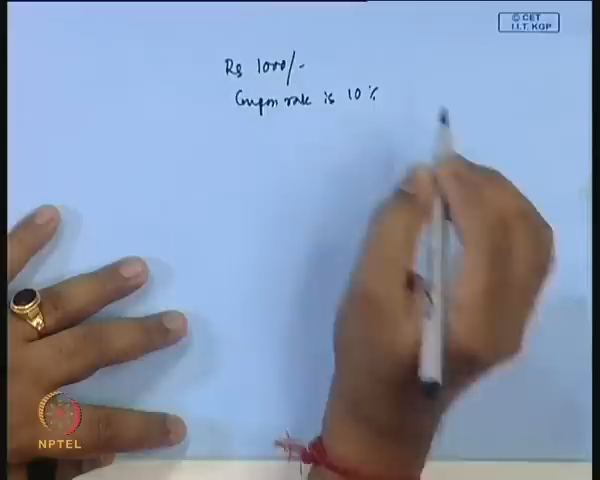 © CET
I.I.T. KGP
Rs 1000/-
Coupon rate is 10%
NPTEL